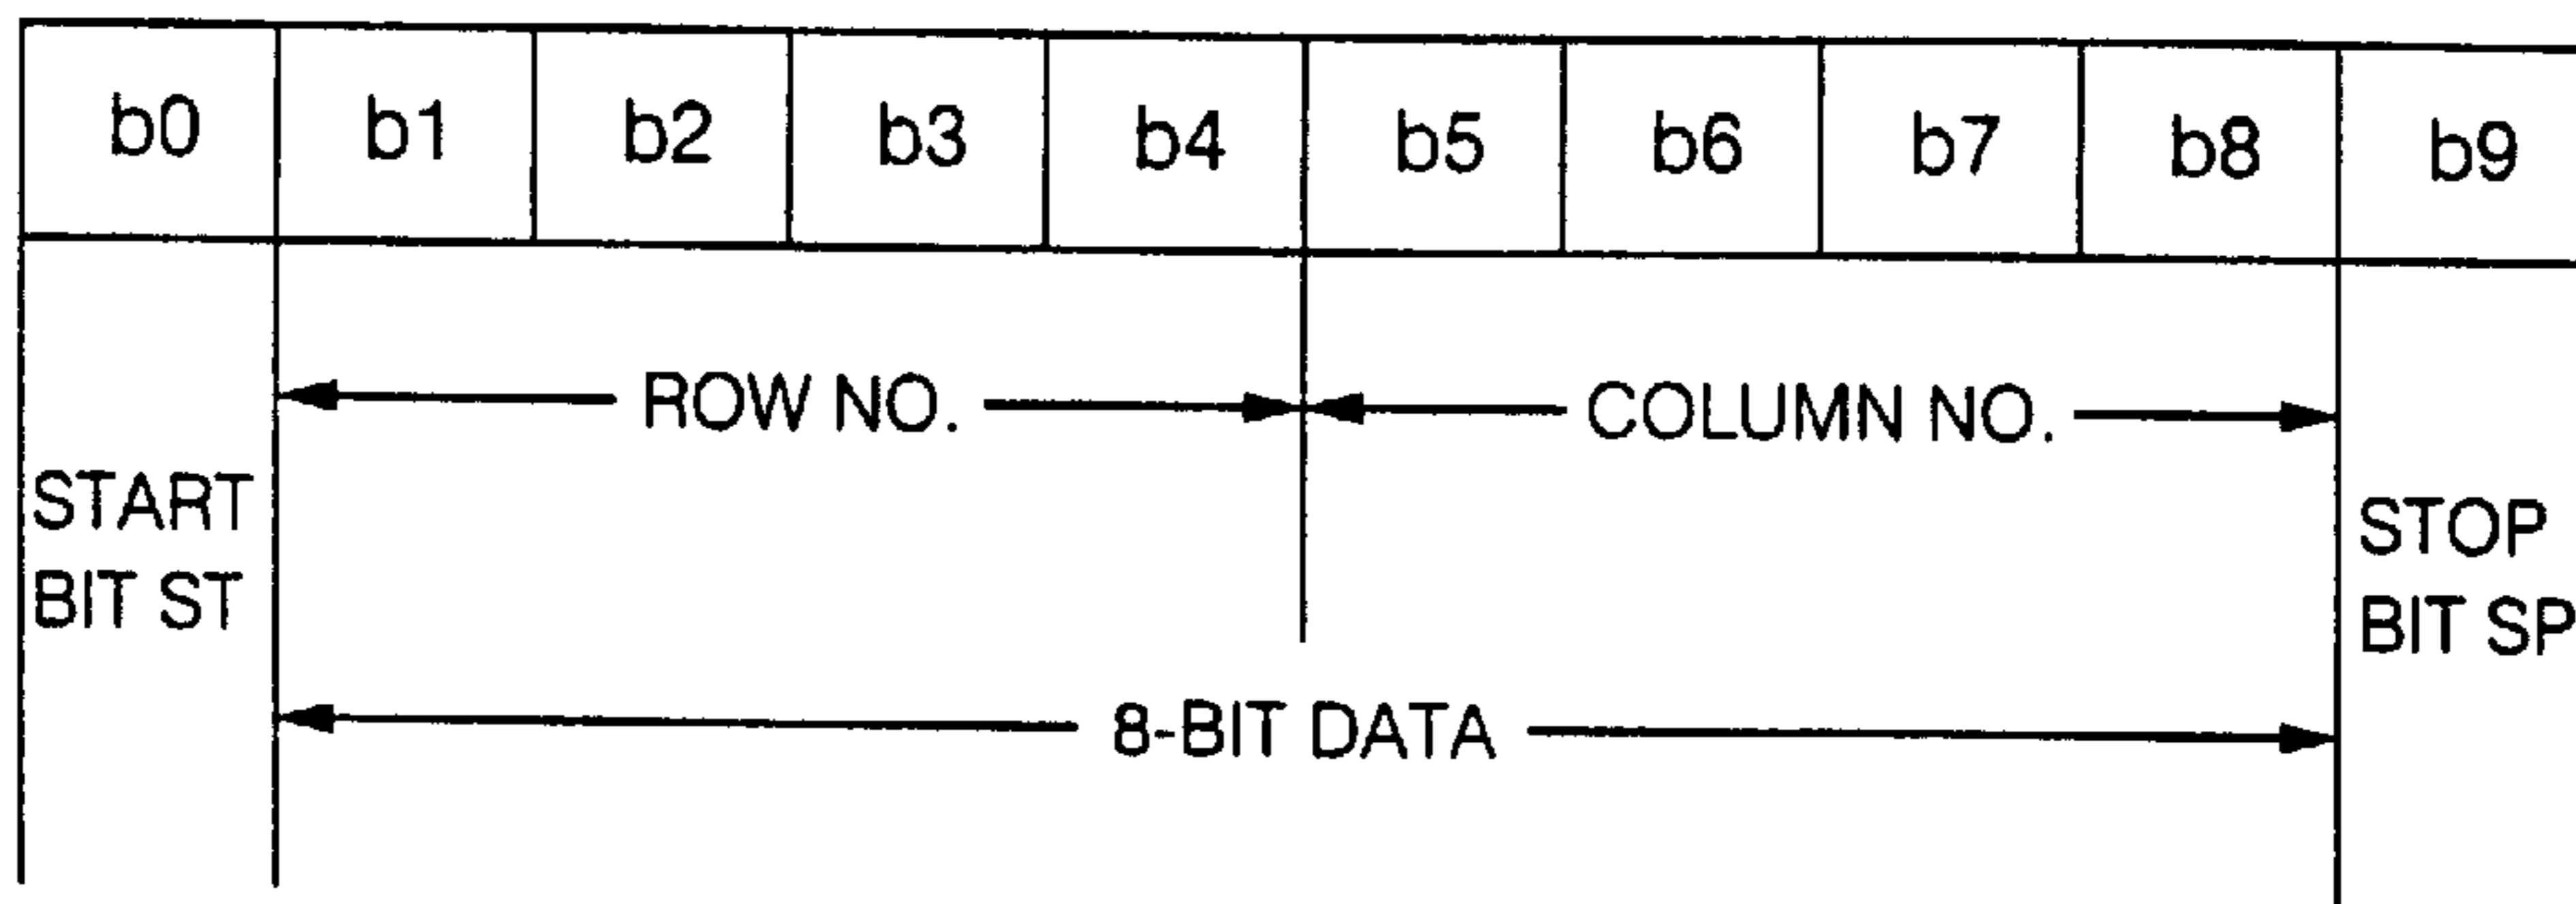 b0 b1 b2 b3 b4 b5 b6 b7 b8 b9
ROW NO. COLUMN NO.
START
BIT ST
STOP
BIT SP
8-BIT DATA